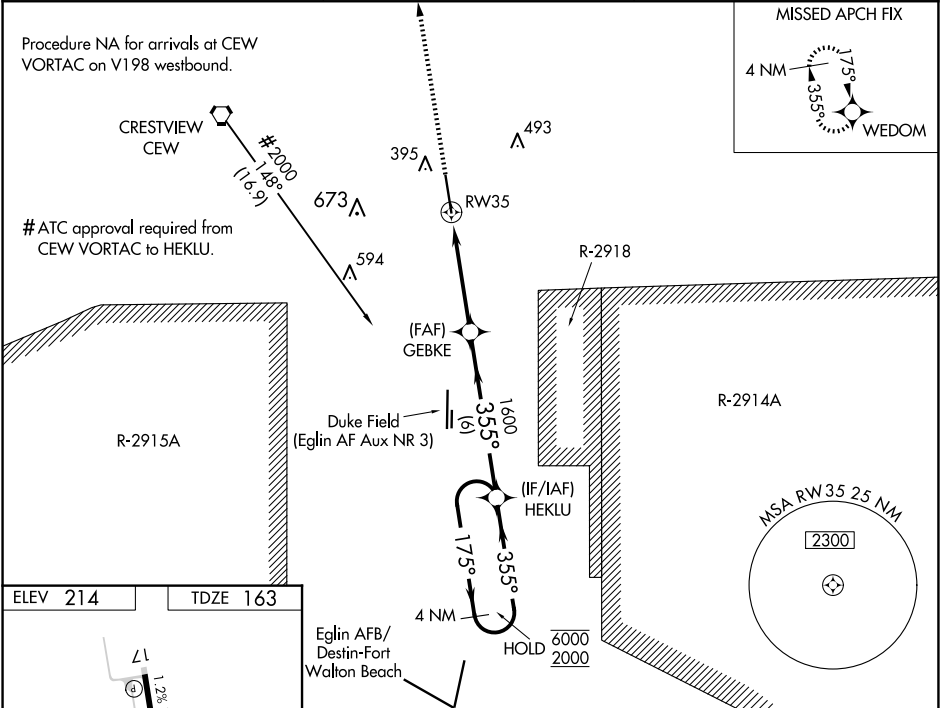 Procedure NA for arrivals at CEW
VORTAC on V198 westbound.
MISSED APCH FIX
4 NM
175°
355°
WEDOM
CRESTVIEW
CEW
#2000
148°
(16.9)
395
493
673
RW35
#ATC approval required from
CEW VORTAC to HEKLU.
594
R-2918
(FAF)
GEBKE
R-2915A
Duke Field
(Eglin AF Aux NR 3)
1600
355°
(6)
R-2914A
(IF/IAF)
HEKLU
MSA RW35 25 NM
2300
175°
355°
4 NM
HOLD
6000
2000
ELEV 214
TDZE 163
Eglin AFB/
Destin-Fort
Walton Beach
17
P
1.2%